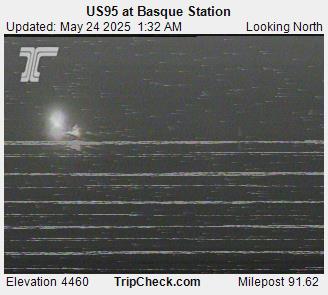 US95 at Basque Station
Updated: May 24 2025 1:32 AM Looking North
Elevation 4460 TripCheck.com Milepost 91.62